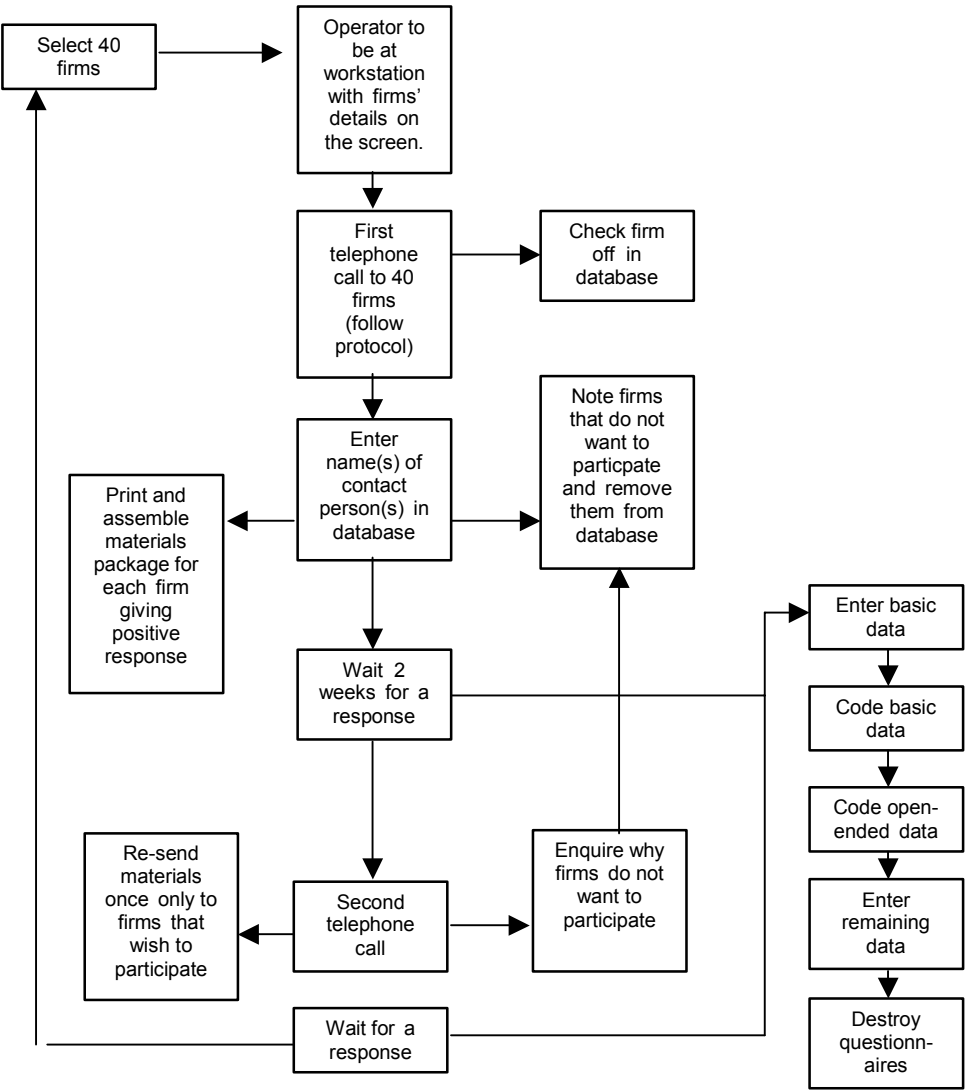 Select 40
firms
Operator to
be at
workstation
with firms'
details on
the screen.
First
telephone
call to 40
firms
(follow
protocol)
Check firm
off in
database
Enter
name(s) of
contact
person(s) in
database
Note firms
that do not
want to
particpate
and remove
them from
database
Print and
assemble
materials
package for
each firm
giving
positive
response
Wait 2
weeks for a
response
Enter basic
data
Code basic
data
Code open-
ended data
Enter
remaining
data
Destroy
questionn-
aires
Re-send
materials
once only to
firms that
wish to
participate
Second
telephone
call
Enquire why
firms do not
want to
participate
Wait for a
response